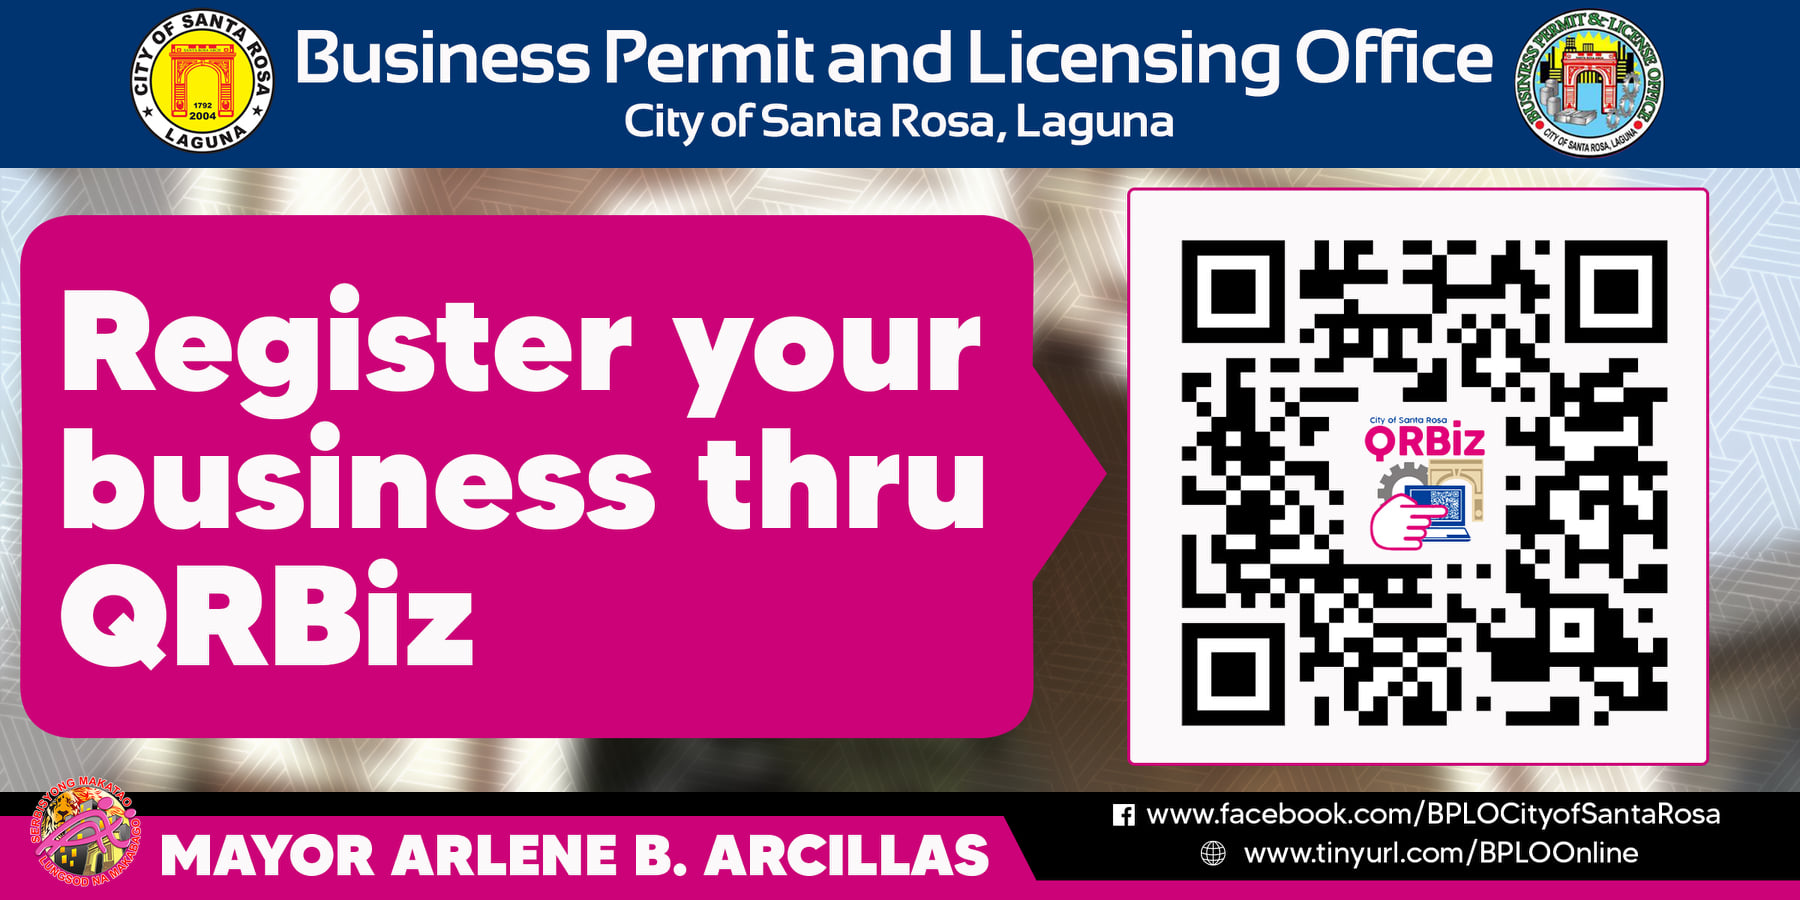 CITY OF SANTA ROSA
1792
2004
LAGUNA
Business Permit and Licensing Office
City of Santa Rosa, Laguna
BUSINESS PERMIT & LICENSE OFFICE
CITY OF SANTA ROSA, LAGUNA
Register your
business thru
QRBiz
City of Santa Rosa
QRBiz
SERBISYONG MAKATAO
LUNGSOD NA MAKABAGO
MAYOR ARLENE B. ARCILLAS
www.facebook.com/BPLOCityofSantaRosa
www.tinyurl.com/BPLOOnline